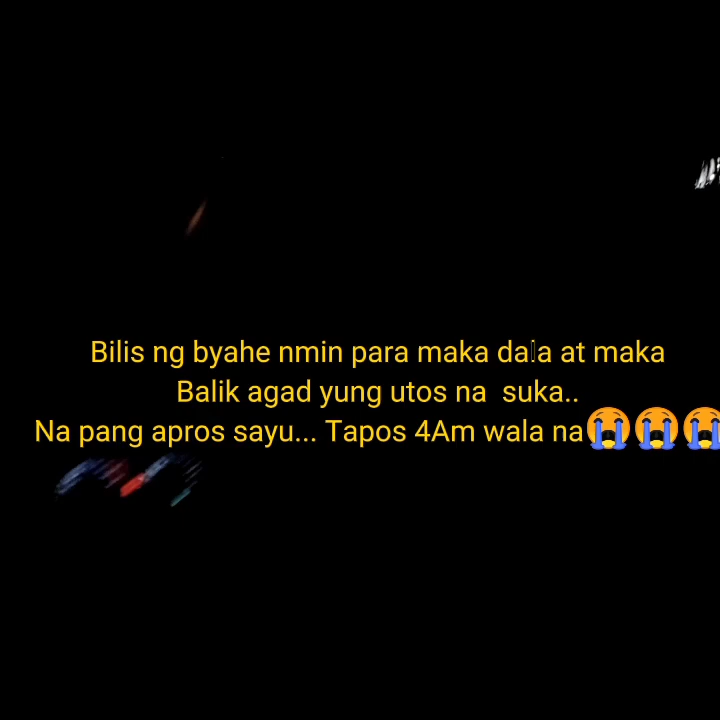 Bilis ng byahe nmin para maka dala at maka
Balik agad yung utos na suka..
Na pang apros sayu... Tapos 4Am wala na😭😭😭